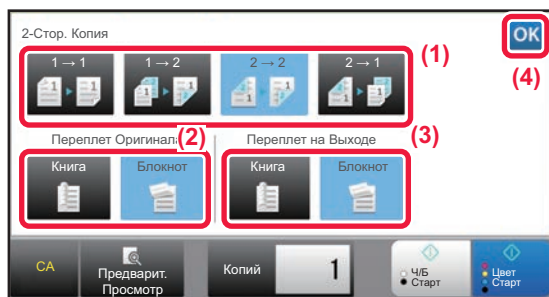 2-Стор. Копия
OK
(1)
(4)
1 → 1
1 → 2
2 → 2
2 → 1
Переплет Оригинала
(2)
Переплет на Выходе
(3)
Книга
Блокнот
Книга
Блокнот
CA
Предварит.
Просмотр
Копий
1
Ч/Б
Старт
Цвет
Старт